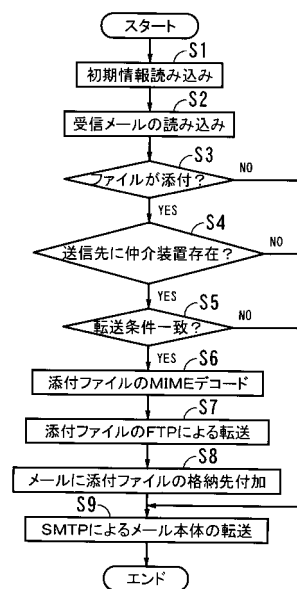 スタート
S1
初期情報読み込み
S2
受信メールの読み込み
S3
ファイルが添付？
NO
YES
S4
送信先に仲介装置存在？
NO
YES
S5
転送条件一致？
NO
YES
S6
添付ファイルのMIMEデコード
S7
添付ファイルのFTPによる転送
S8
メールに添付ファイルの格納先付加
S9
SMTPによるメール本体の転送
エンド